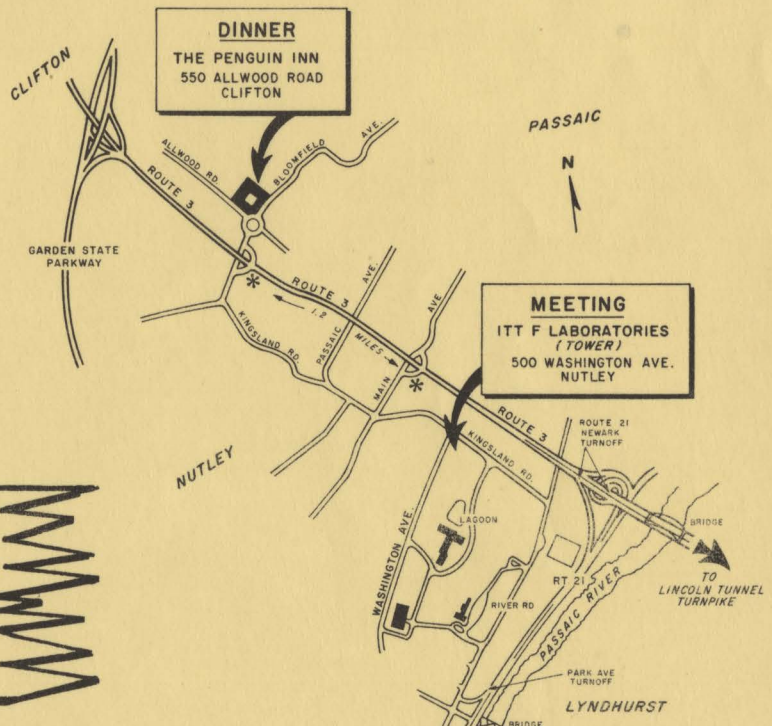 DINNER
THE PENGUIN INN
550 ALLWOOD ROAD
CLIFTON
CLIFTON
PASSAIC
N
ALLWOOD RD.
BLOOMFIELD AVE.
ROUTE 3
GARDEN STATE
PARKWAY
ROUTE 3
*
1.2
MILES
KINGSLAND RD.
PASSAIC AVE.
MAIN AVE
*
MEETING
ITT F LABORATORIES
(TOWER)
500 WASHINGTON AVE.
NUTLEY
ROUTE 3
ROUTE 21
NEWARK
TURNOFF
KINGSLAND RD.
NUTLEY
LAGOON
BRIDGE
WASHINGTON AVE.
RT 21
TO
LINCOLN TUNNEL
TURNPIKE
RIVER RD
PASSAIC RIVER
PARK AVE
TURNOFF
LYNDHURST
BRIDGE